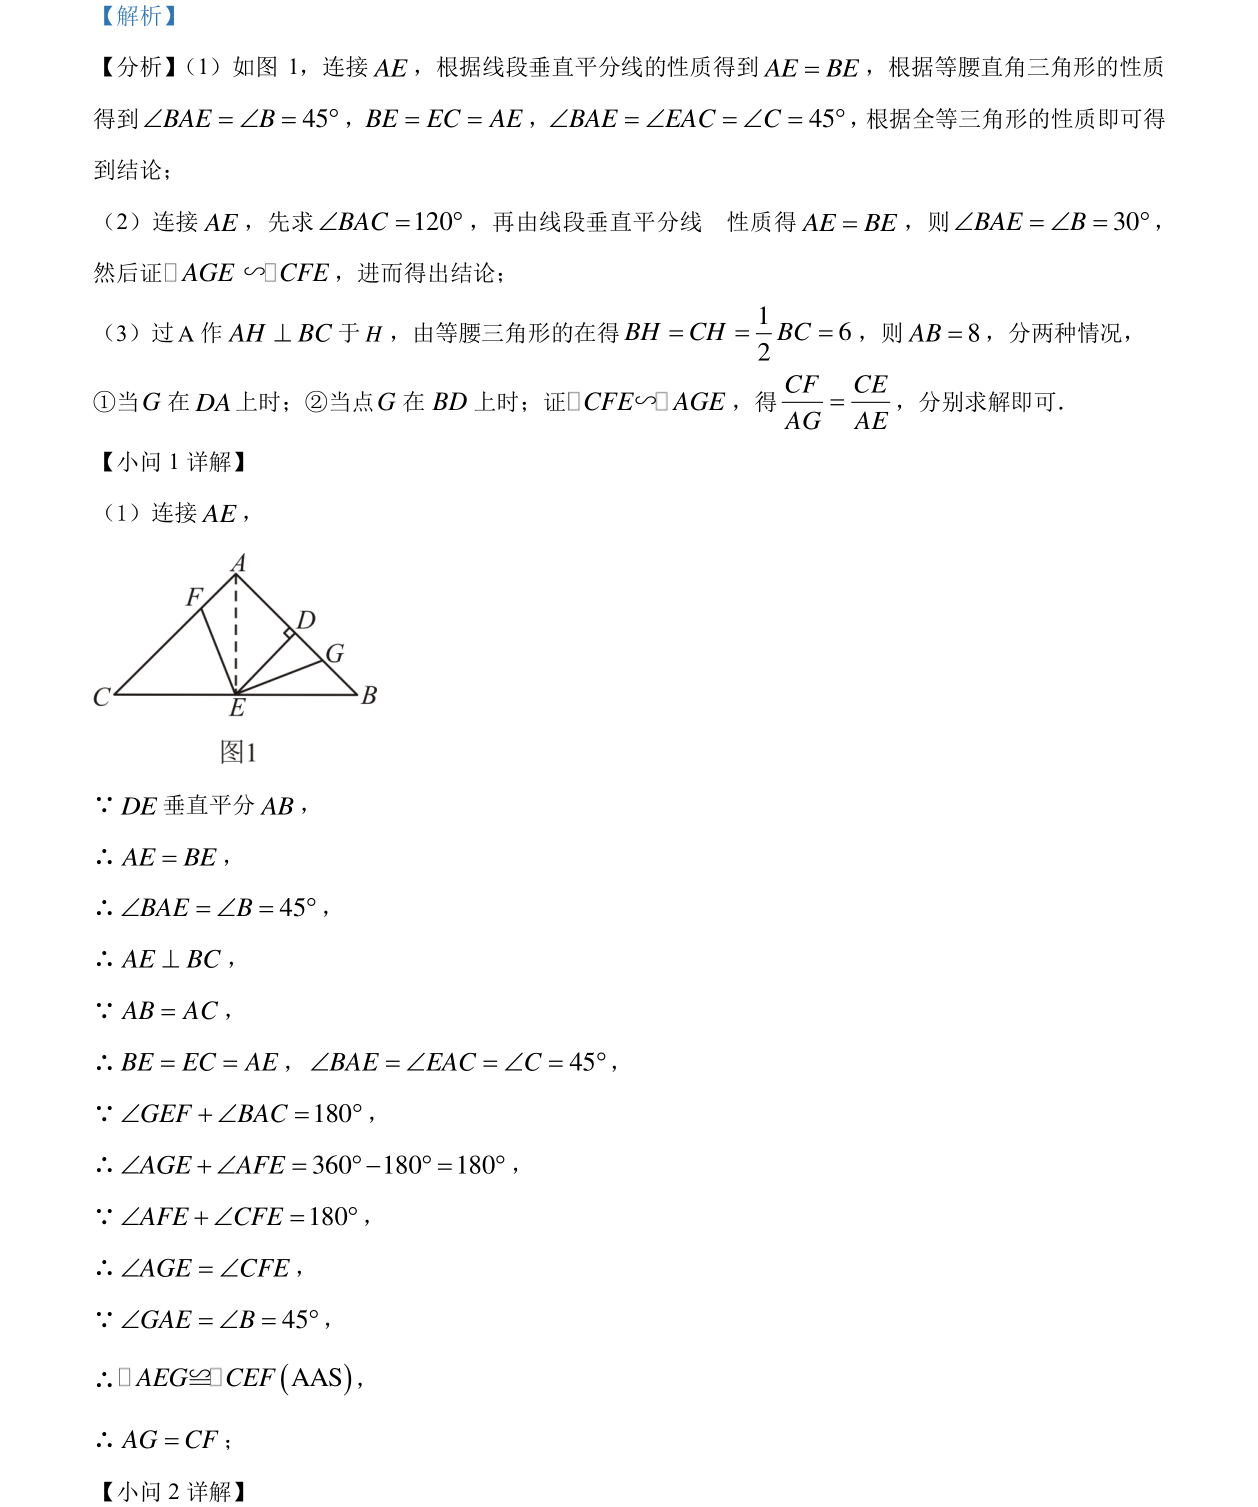 【解析】
【分析】（1）如图 1，连接 AE，根据线段垂直平分线的性质得到 AE = BE，根据等腰直角三角形的性质
得到∠BAE = ∠B = 45°，BE = EC = AE，∠BAE = ∠EAC = ∠C = 45°，根据全等三角形的性质即可得
到结论；
（2）连接 AE，先求∠BAC = 120°，再由线段垂直平分线 性质得 AE = BE，则∠BAE = ∠B = 30°，
然后证□ AGE ∽□ CFE，进而得出结论；
（3）过 A 作 AH ⊥ BC 于 H，由等腰三角形的在得 BH = CH = 1/2 BC = 6，则 AB = 8，分两种情况，
①当 G 在 DA 上时；②当点 G 在 BD 上时；证□ CFE∽□ AGE，得 CF/AG = CE/AE，分别求解即可．
【小问 1 详解】
（1）连接 AE，
A
F
D
G
C
E
B
图1
∵ DE 垂直平分 AB，
∴ AE = BE，
∴ ∠BAE = ∠B = 45°，
∴ AE ⊥ BC，
∵ AB = AC，
∴ BE = EC = AE，∠BAE = ∠EAC = ∠C = 45°，
∵ ∠GEF + ∠BAC = 180°，
∴ ∠AGE + ∠AFE = 360° − 180° = 180°，
∵ ∠AFE + ∠CFE = 180°，
∴ ∠AGE = ∠CFE，
∵ ∠GAE = ∠B = 45°，
∴□ AEG≌□ CEF (AAS)，
∴ AG = CF；
【小问 2 详解】